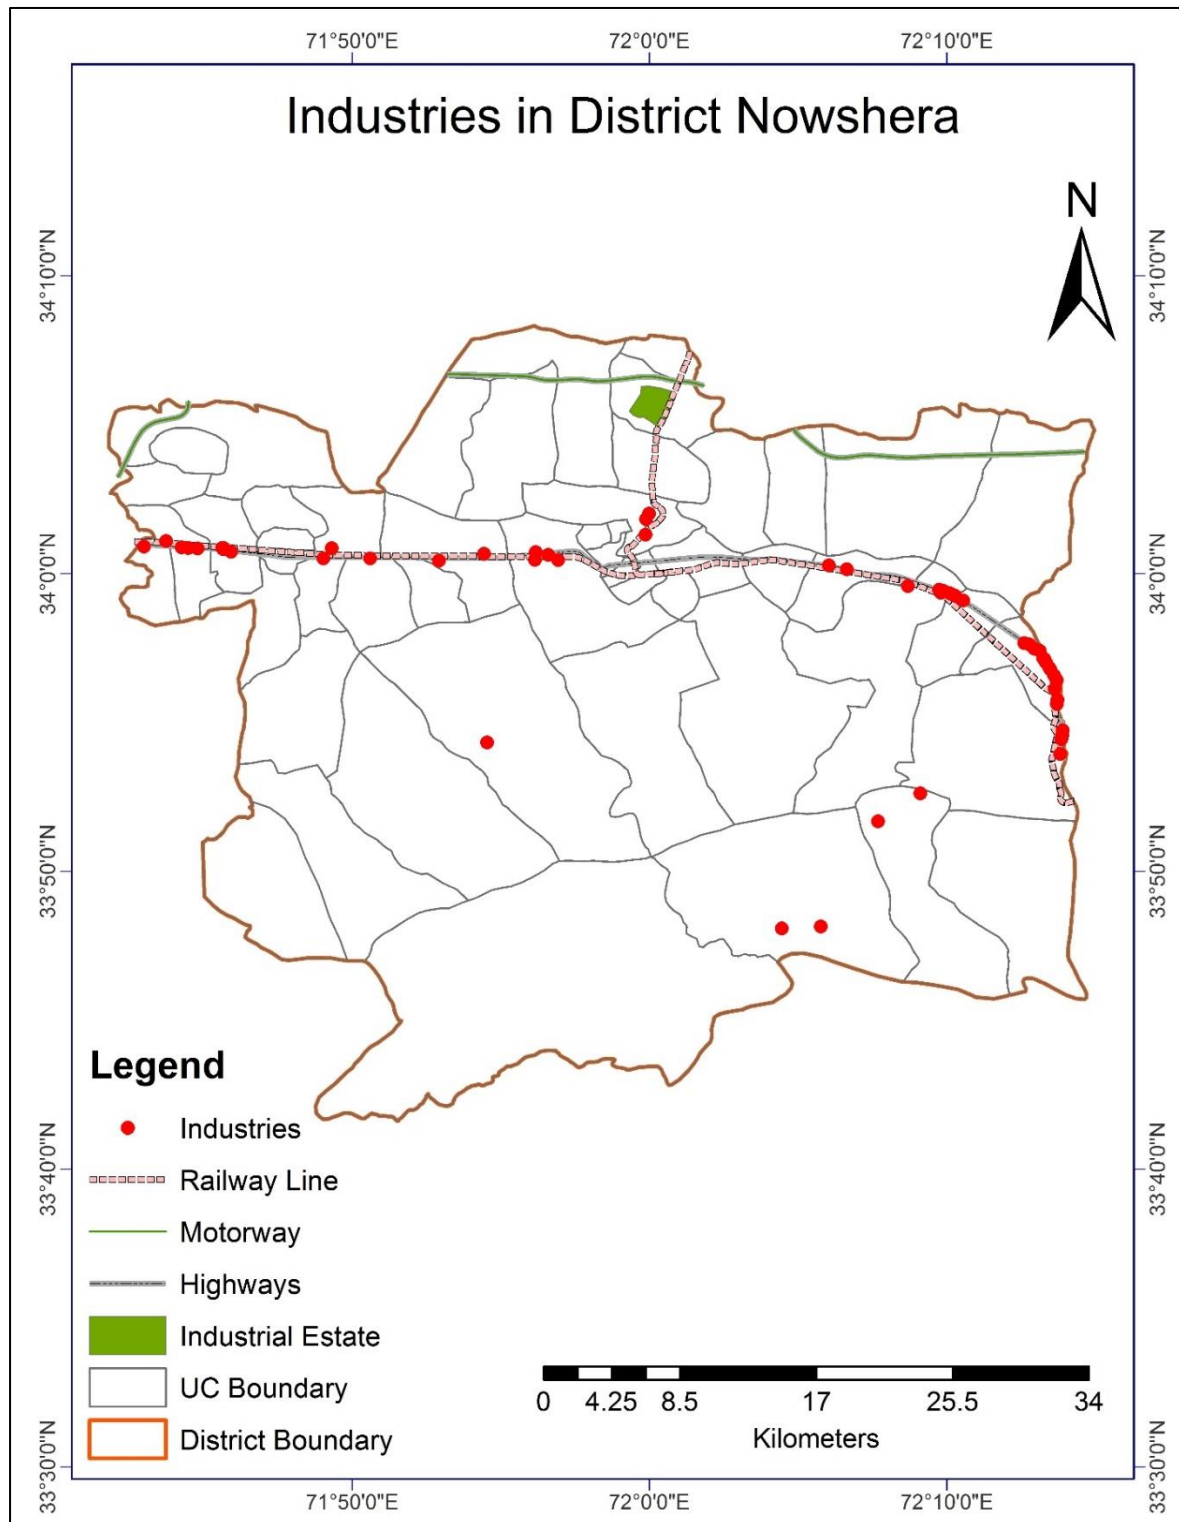 71°50'0"E 72°0'0"E 72°10'0"E
Industries in District Nowshera
N
34°10'0"N 34°10'0"N
34°0'0"N 34°0'0"N
33°50'0"N 33°50'0"N
Legend
Industries
33°40'0"N 33°40'0"N
Railway Line
Motorway
Highways
Industrial Estate
UC Boundary
0 4.25 8.5 17 25.5 34
District Boundary
Kilometers
33°30'0"N 33°30'0"N
71°50'0"E 72°0'0"E 72°10'0"E